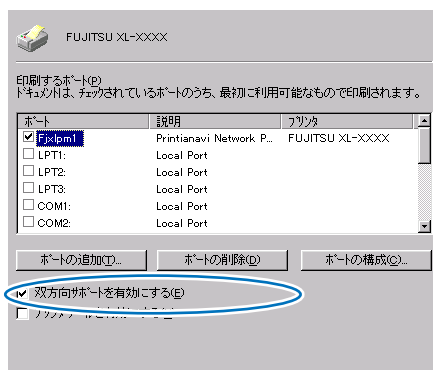 FUJITSU XL-XXXX
印刷するポート(P)
ドキュメントは、チェックされているポートのうち、最初に利用可能なもので印刷されます。
ポート 説明 プリンタ
Fjxlpm1 Printianavi Network P... FUJITSU XL-XXXX
LPT1: Local Port
LPT2: Local Port
LPT3: Local Port
COM1: Local Port
COM2: Local Port
ポートの追加(T)... ポートの削除(D) ポートの構成(C)...
双方向サポートを有効にする(E)